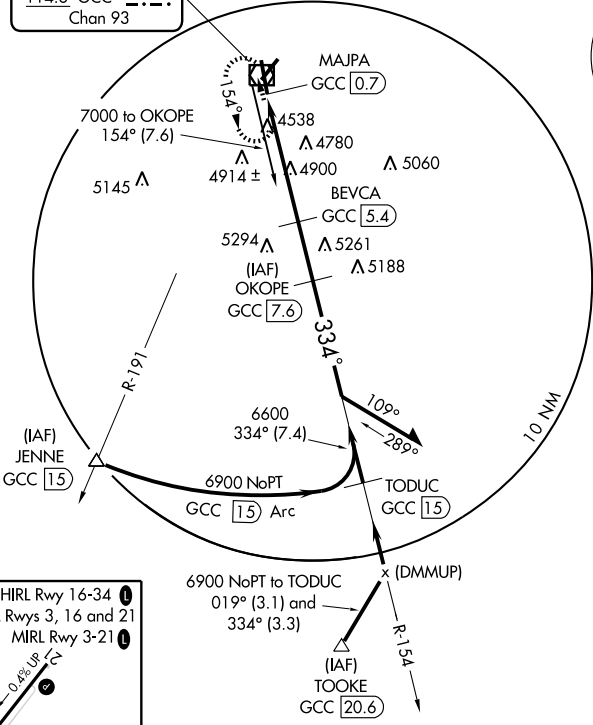 GCC
Chan 93
MAJPA
GCC 0.7
154°
7000 to OKOPE
154° (7.6)
4538
4780
4914 ±
4900
5060
5145
BEVCA
GCC 5.4
5294
5261
5188
(IAF)
OKOPE
GCC 7.6
334°
R-191
109°
289°
10 NM
6600
334° (7.4)
(IAF)
JENNE
GCC 15
6900 NoPT
GCC 15 Arc
TODUC
GCC 15
6900 NoPT to TODUC
019° (3.1) and
334° (3.3)
x (DMMUP)
R-154
(IAF)
TOOKE
GCC 20.6
HIRL Rwy 16-34 L
Rwys 3, 16 and 21
MIRL Rwy 3-21 L
0.4% UP
21